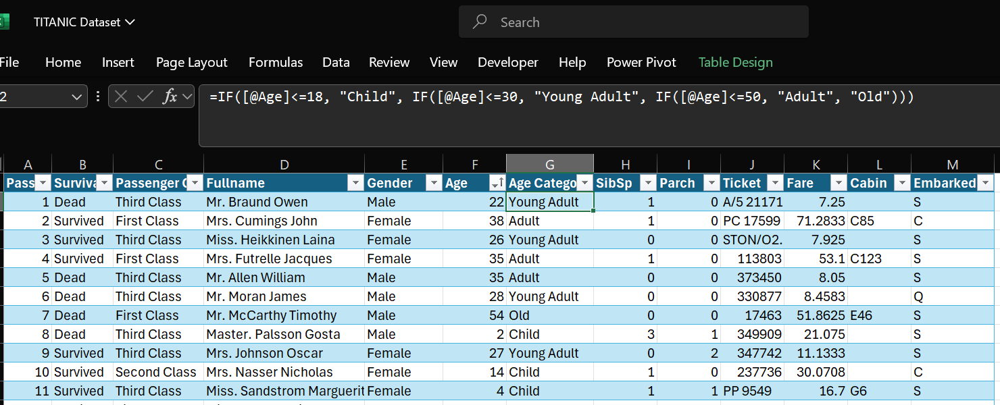 TITANIC Dataset
Search
File Home Insert Page Layout Formulas Data Review View Developer Help Power Pivot Table Design
2 fx =IF([@Age]<=18, "Child", IF([@Age]<=30, "Young Adult", IF([@Age]<=50, "Adult", "Old")))
A B C D E F G H I J K L M
Pass Surviva Passenger C Fullname Gender Age Age Catego SibSp Parch Ticket Fare Cabin Embarked
1 Dead Third Class Mr. Braund Owen Male 22 Young Adult 1 0 A/5 21171 7.25 S
2 Survived First Class Mrs. Cumings John Female 38 Adult 1 0 PC 17599 71.2833 C85 C
3 Survived Third Class Miss. Heikkinen Laina Female 26 Young Adult 0 0 STON/O2. 7.925 S
4 Survived First Class Mrs. Futrelle Jacques Female 35 Adult 1 0 113803 53.1 C123 S
5 Dead Third Class Mr. Allen William Male 35 Adult 0 0 373450 8.05 S
6 Dead Third Class Mr. Moran James Male 28 Young Adult 0 0 330877 8.4583 Q
7 Dead First Class Mr. McCarthy Timothy Male 54 Old 0 0 17463 51.8625 E46 S
8 Dead Third Class Master. Palsson Gosta Male 2 Child 3 1 349909 21.075 S
9 Survived Third Class Mrs. Johnson Oscar Female 27 Young Adult 0 2 347742 11.1333 S
10 Survived Second Class Mrs. Nasser Nicholas Female 14 Child 1 0 237736 30.0708 C
11 Survived Third Class Miss. Sandstrom Marguerit Female 4 Child 1 1 PP 9549 16.7 G6 S